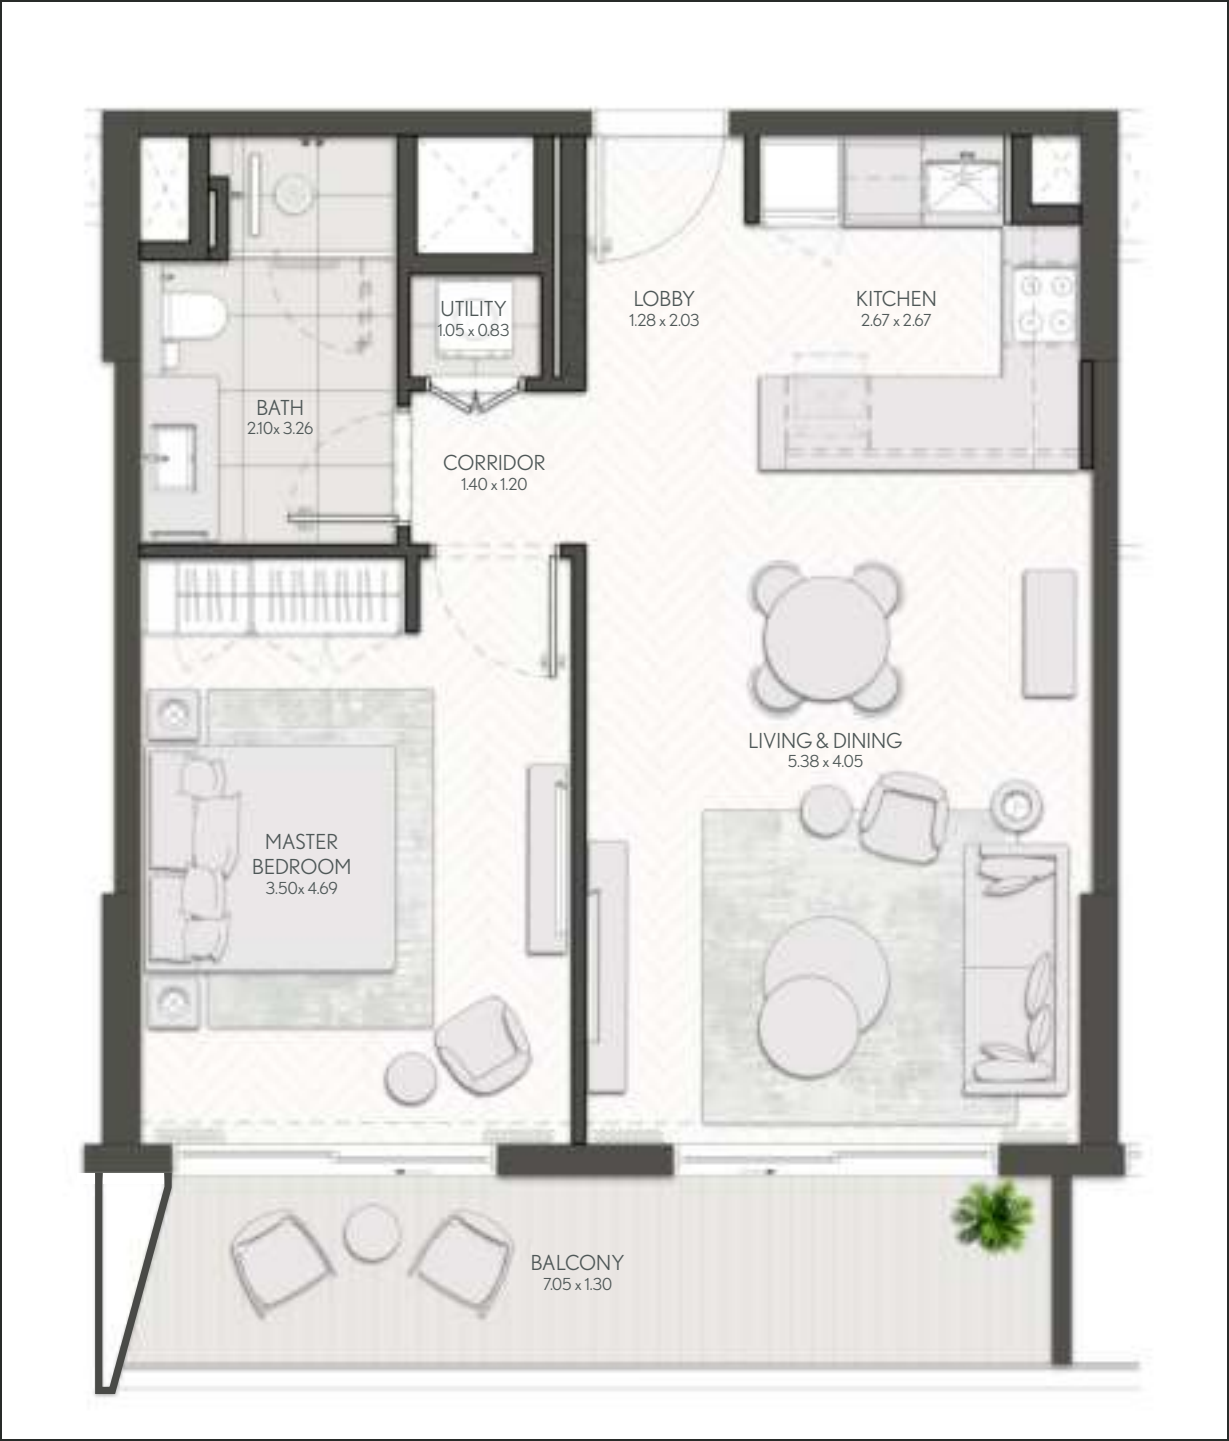 UTILITY
1.05 x 0.83
LOBBY
1.28 x 2.03
KITCHEN
2.67 x 2.67
BATH
2.10x 3.26
CORRIDOR
1.40 x 1.20
LIVING & DINING
5.38 x 4.05
MASTER
BEDROOM
3.50x 4.69
BALCONY
7.05 x 1.30